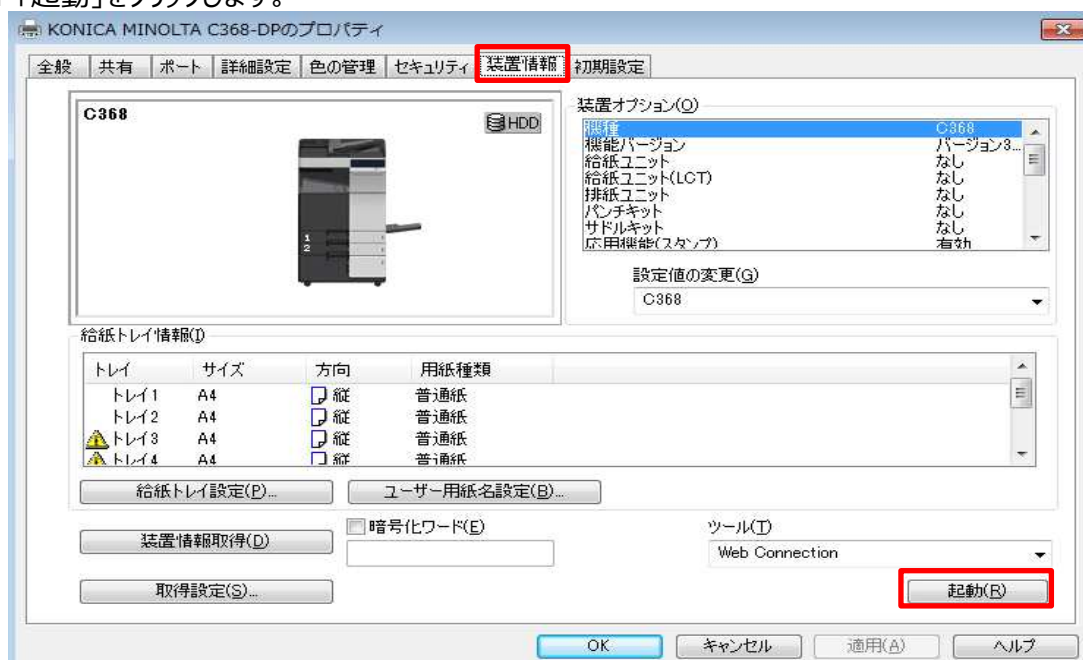 「起動」をクリックします。
KONICA MINOLTA C368-DPのプロパティ
全般 共有 ポート 詳細設定 色の管理 セキュリティ 装置情報 初期設定
C368
HDD
1
2
装置オプション(O)
機種 C368
機能バージョン バージョン3...
給紙ユニット なし
給紙ユニット(LCT) なし
排紙ユニット なし
パンチキット なし
サドルキット なし
応用機能(スタンプ) 有効
設定値の変更(G)
C368
給紙トレイ情報(I)
トレイ サイズ 方向 用紙種類
トレイ1 A4 縦 普通紙
トレイ2 A4 縦 普通紙
トレイ3 A4 縦 普通紙
トレイ4 A4 縦 普通紙
給紙トレイ設定(P)... ユーザー用紙名設定(B)...
装置情報取得(D) 暗号化ワード(E) ツール(T)
Web Connection
取得設定(S)... 起動(R)
OK キャンセル 適用(A) ヘルプ